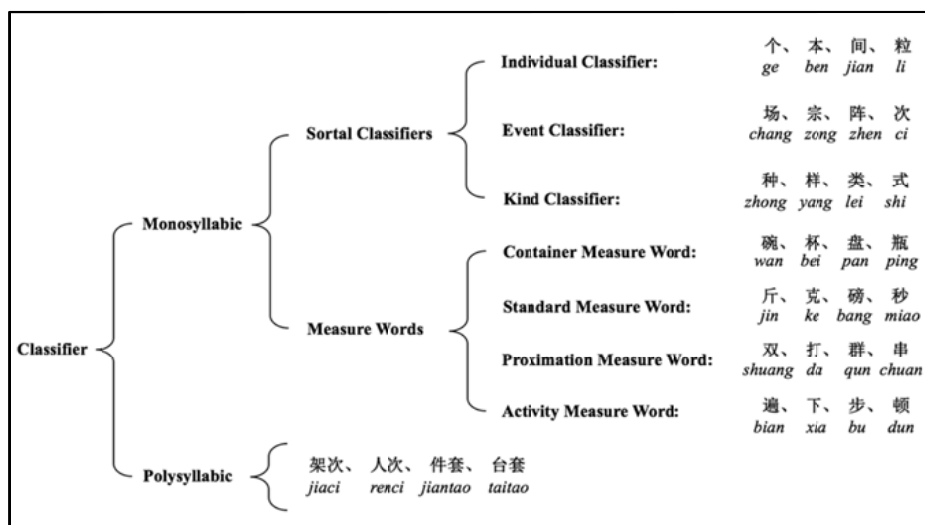 Individual Classifier: 个、 本、 间、 粒
ge ben jian li
Sortal Classifiers
Event Classifier: 场、 宗、 阵、 次
chang zong zhen ci
Kind Classifier: 种、 样、 类、 式
zhong yang lei shi
Monosyllabic
Container Measure Word: 碗、 杯、 盘、 瓶
wan bei pan ping
Measure Words
Standard Measure Word: 斤、 克、 磅、 秒
jin ke bang miao
Classifier
Proximation Measure Word: 双、 打、 群、 串
shuang da qun chuan
Activity Measure Word: 遍、 下、 步、 顿
bian xia bu dun
Polysyllabic
架次、 人次、 件套、 台套
jiaci renci jiantao taitao